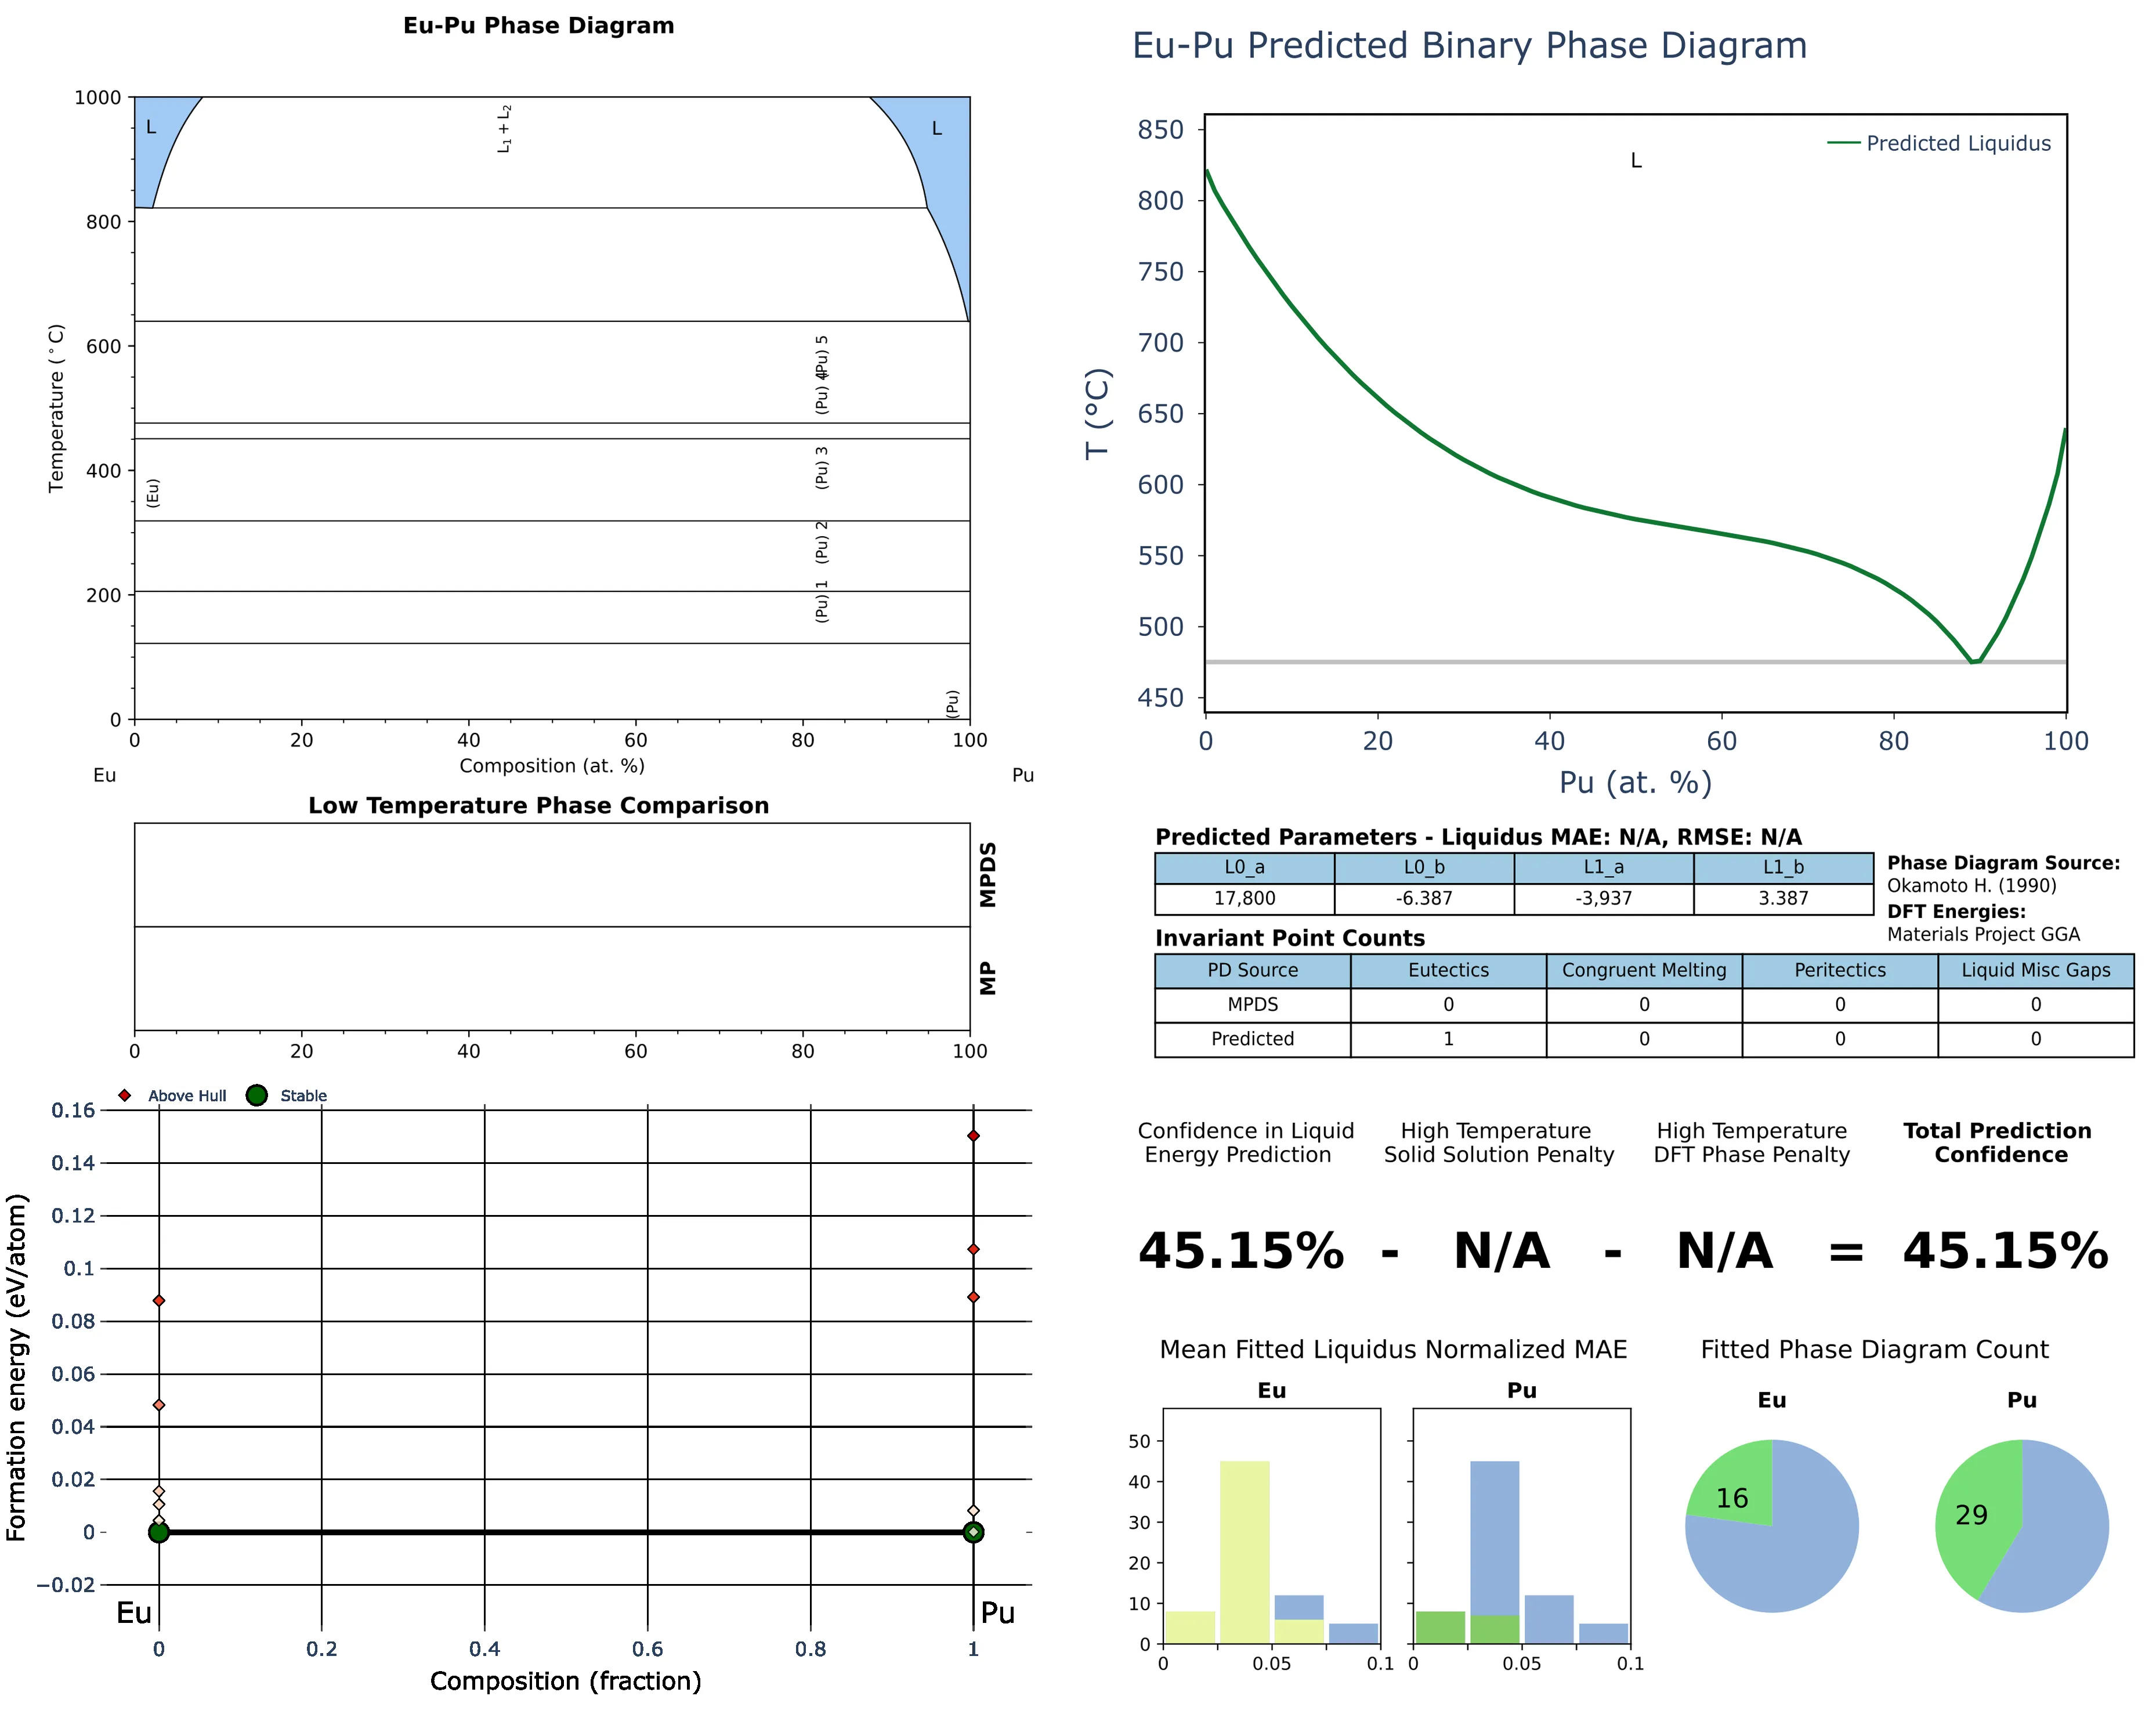 Eu-Pu Phase Diagram
1000
800
600
400
200
0
Temperature (°C)
L
L₁ + L₂
L
(Eu)
(Pu) 5
(Pu) 4
(Pu) 3
(Pu) 2
(Pu) 1
(Pu)
0 20 40 60 80 100
Composition (at. %)
Eu
Pu
Eu-Pu Predicted Binary Phase Diagram
850
800
750
700
650
600
550
500
450
T (°C)
L
Predicted Liquidus
0 20 40 60 80 100
Pu (at. %)
Low Temperature Phase Comparison
MPDS
MP
0 20 40 60 80 100
Predicted Parameters - Liquidus MAE: N/A, RMSE: N/A
L0_a L0_b L1_a L1_b
17,800 -6.387 -3,937 3.387
Phase Diagram Source:
Okamoto H. (1990)
DFT Energies:
Materials Project GGA
Invariant Point Counts
PD Source Eutectics Congruent Melting Peritectics Liquid Misc Gaps
MPDS 0 0 0 0
Predicted 1 0 0 0
Above Hull Stable
0.16
0.14
0.12
0.1
0.08
0.06
0.04
0.02
0
−0.02
Formation energy (eV/atom)
Eu
Pu
0 0.2 0.4 0.6 0.8 1
Composition (fraction)
Confidence in Liquid
Energy Prediction
High Temperature
Solid Solution Penalty
High Temperature
DFT Phase Penalty
Total Prediction
Confidence
45.15% - N/A - N/A = 45.15%
Mean Fitted Liquidus Normalized MAE
Eu
Pu
50
40
30
20
10
0
0 0.05 0.1
0 0.05 0.1
Fitted Phase Diagram Count
Eu
Pu
16
29